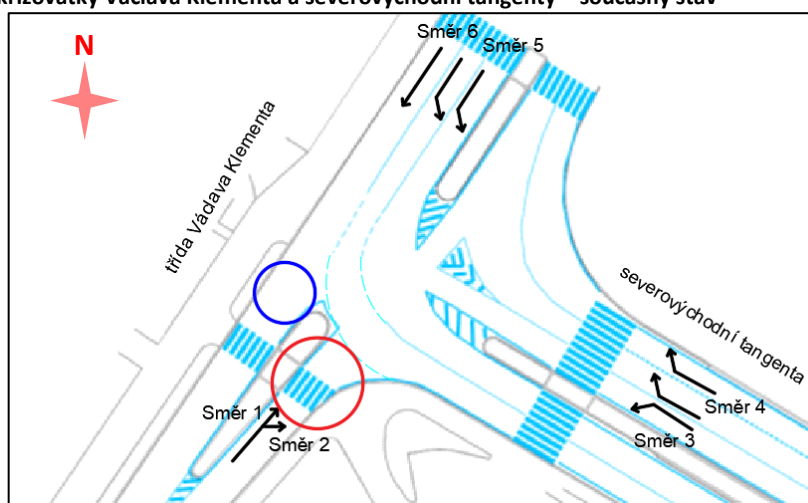 křižovatky Václava Klementa a severovýchodní tangenty – současný stav
N
Směr 6
Směr 5
třída Václava Klementa
severovýchodní tangenta
Směr 1
Směr 2
Směr 4
Směr 3